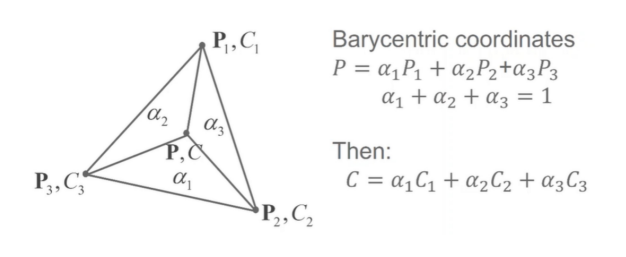 P₁, C₁
α₂
α₃
P, C
P₃, C₃
α₁
P₂, C₂
Barycentric coordinates
P = α₁P₁ + α₂P₂+α₃P₃
α₁ + α₂ + α₃ = 1
Then:
C = α₁C₁ + α₂C₂ + α₃C₃